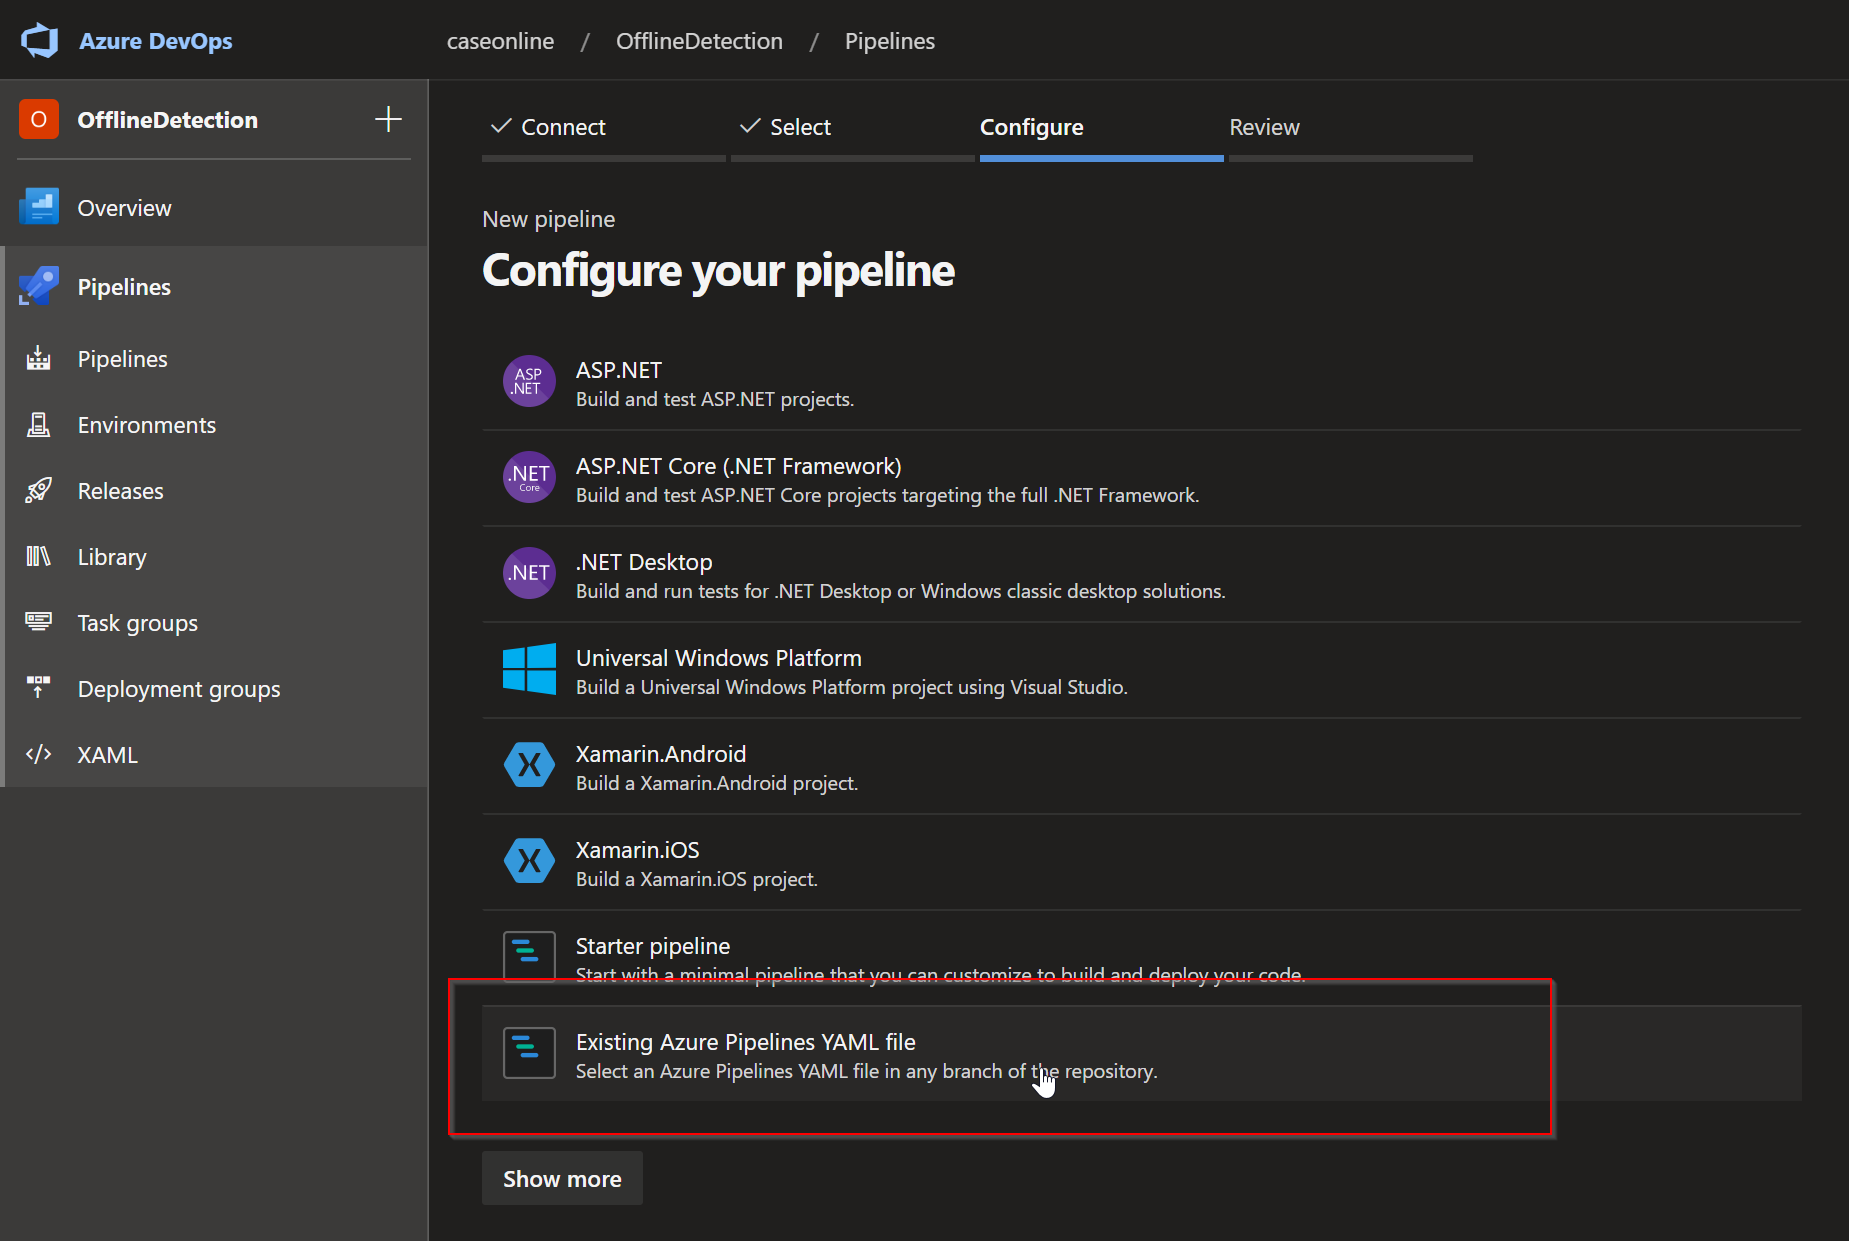 Azure DevOps
caseonline / OfflineDetection / Pipelines
O OfflineDetection
Overview
Pipelines
Pipelines
Environments
Releases
Library
Task groups
Deployment groups
XAML
Connect Select Configure Review
New pipeline
Configure your pipeline
ASP
.NET
ASP.NET
Build and test ASP.NET projects.
.NET
Core
ASP.NET Core (.NET Framework)
Build and test ASP.NET Core projects targeting the full .NET Framework.
.NET
.NET Desktop
Build and run tests for .NET Desktop or Windows classic desktop solutions.
Universal Windows Platform
Build a Universal Windows Platform project using Visual Studio.
Xamarin.Android
Build a Xamarin.Android project.
Xamarin.iOS
Build a Xamarin.iOS project.
Starter pipeline
Start with a minimal pipeline that you can customize to build and deploy your code.
Existing Azure Pipelines YAML file
Select an Azure Pipelines YAML file in any branch of the repository.
Show more